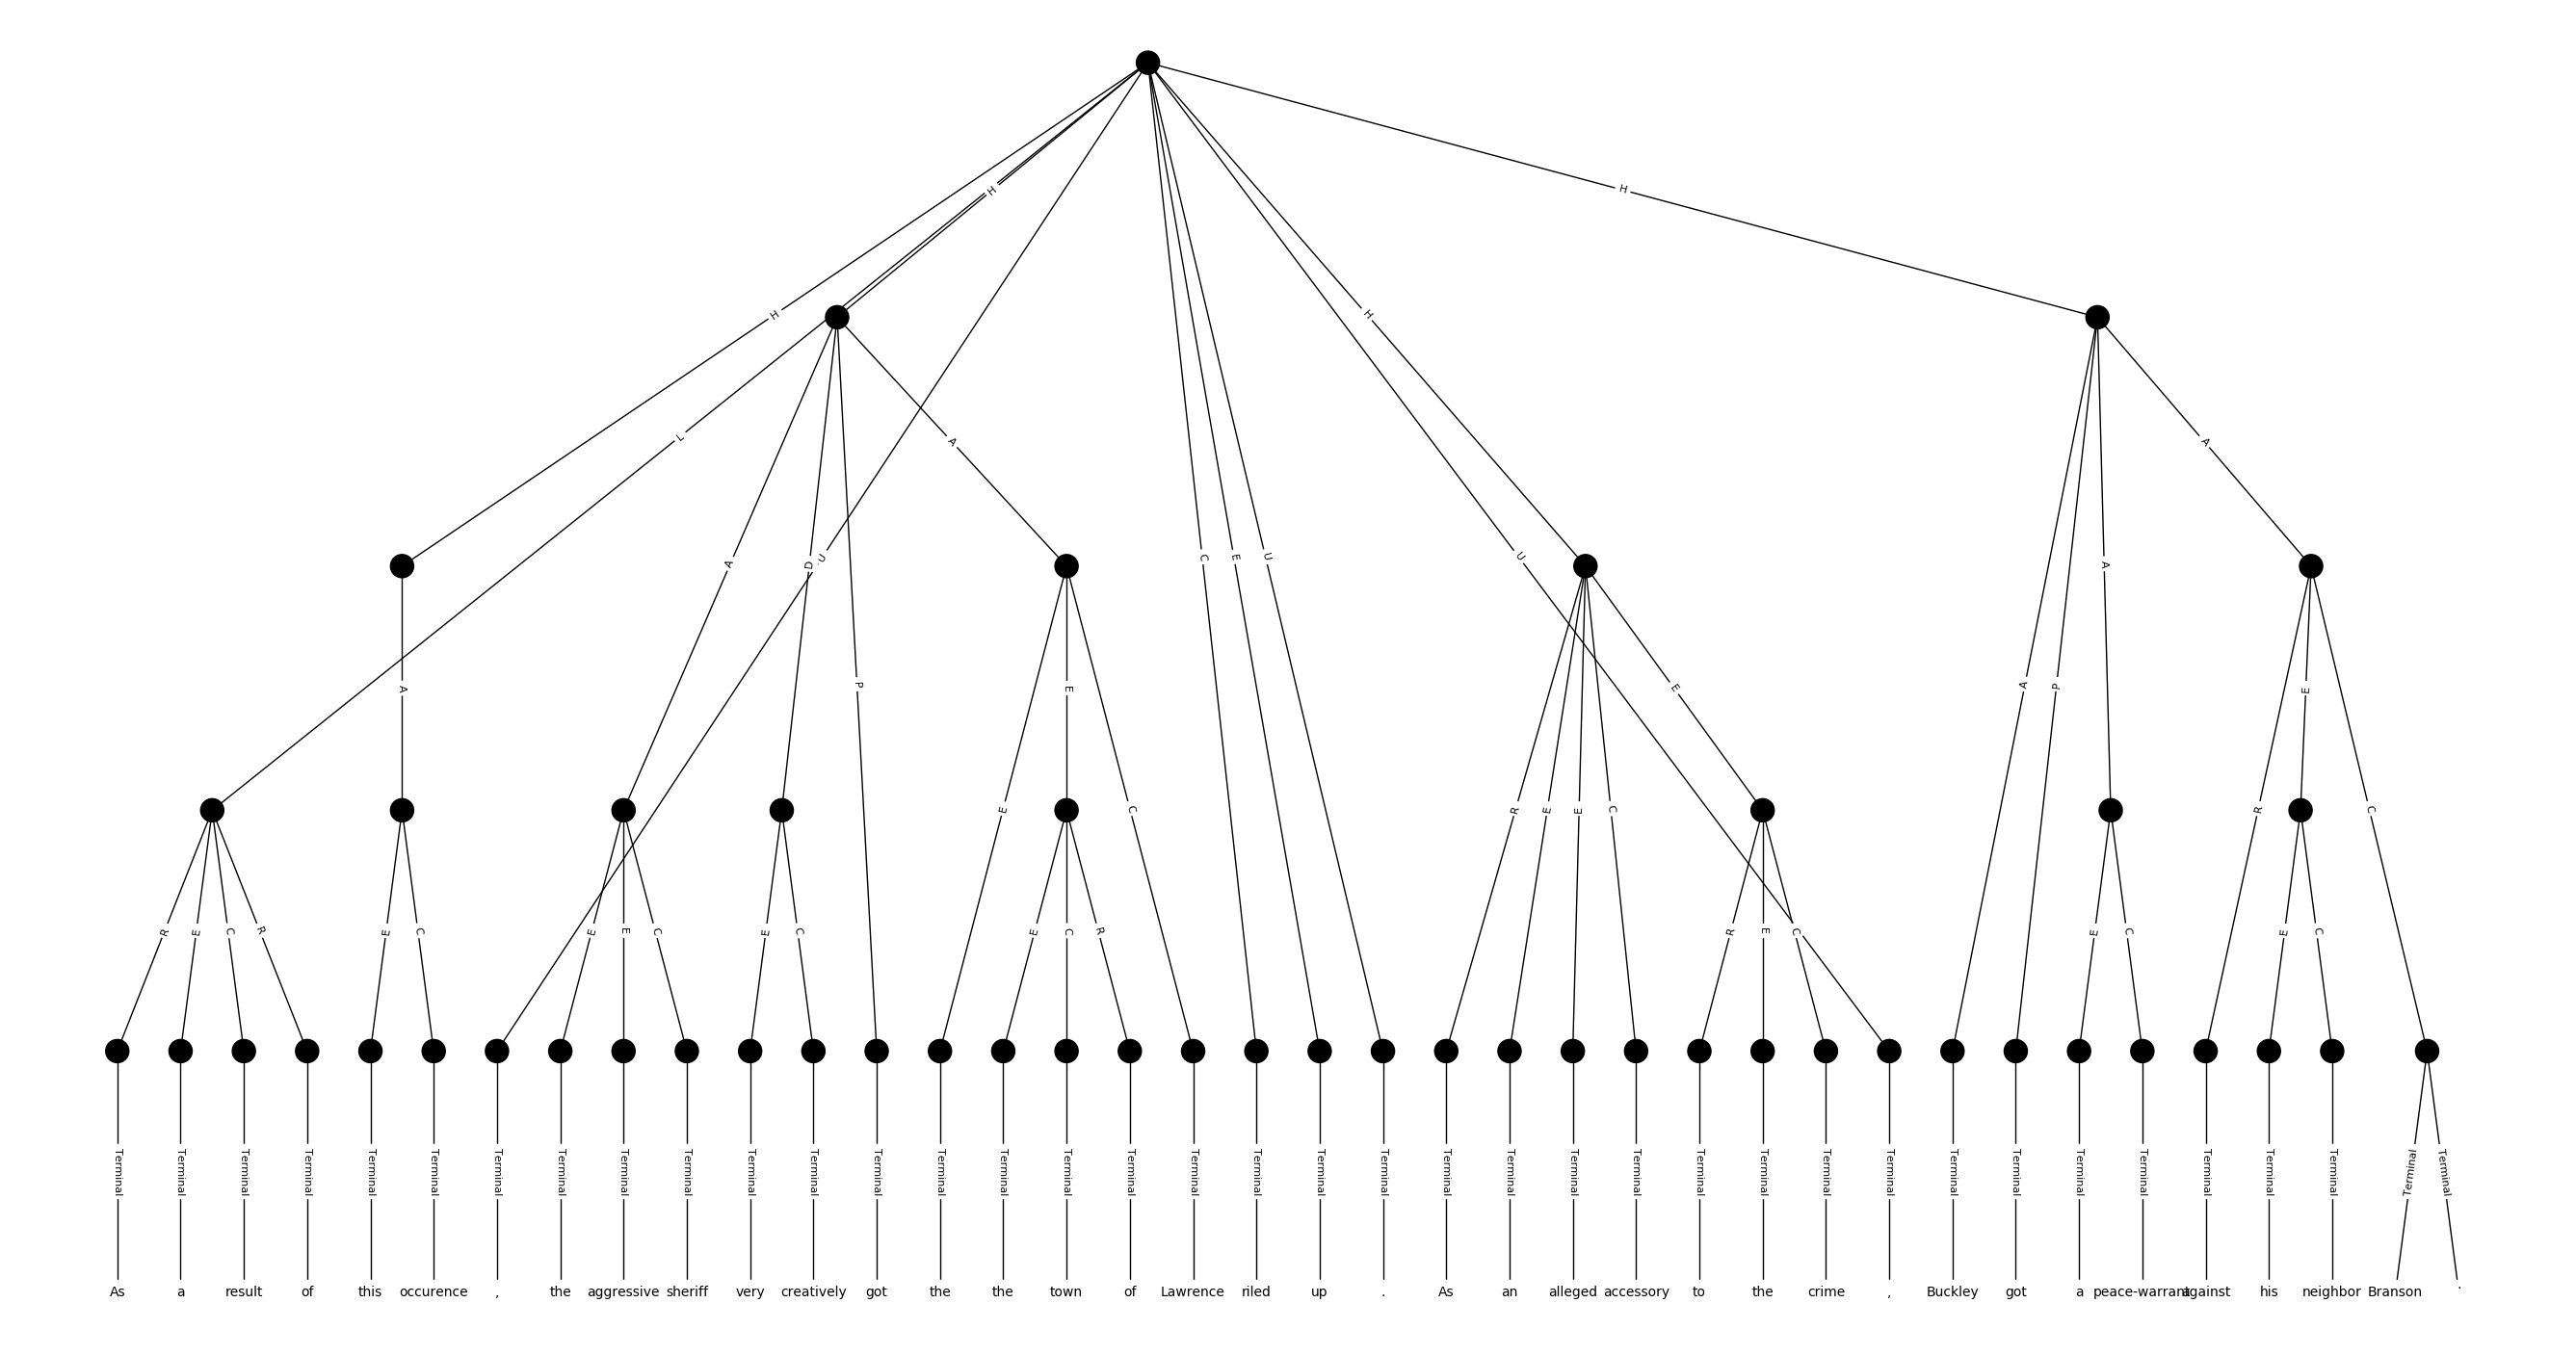 H
H
H
H
L
A
A
A
D
U
P
C
E
U
U
A
A
P
A
E
E
R
E
E
E
C
E
C
R
E
E
C
R
C
R
E
C
R
E
C
E
E
C
E
C
E
C
R
R
E
C
E
C
E
C
Terminal Terminal Terminal Terminal Terminal Terminal Terminal Terminal Terminal Terminal Terminal Terminal Terminal Terminal Terminal Terminal Terminal Terminal Terminal Terminal Terminal Terminal Terminal Terminal Terminal Terminal Terminal Terminal Terminal Terminal Terminal Terminal Terminal Terminal Terminal Terminal Terminal Terminal
As a result of this occurence , the aggressive sheriff very creatively got the the town of Lawrence riled up . As an alleged accessory to the crime , Buckley got a peace-warrant against his neighbor Branson .